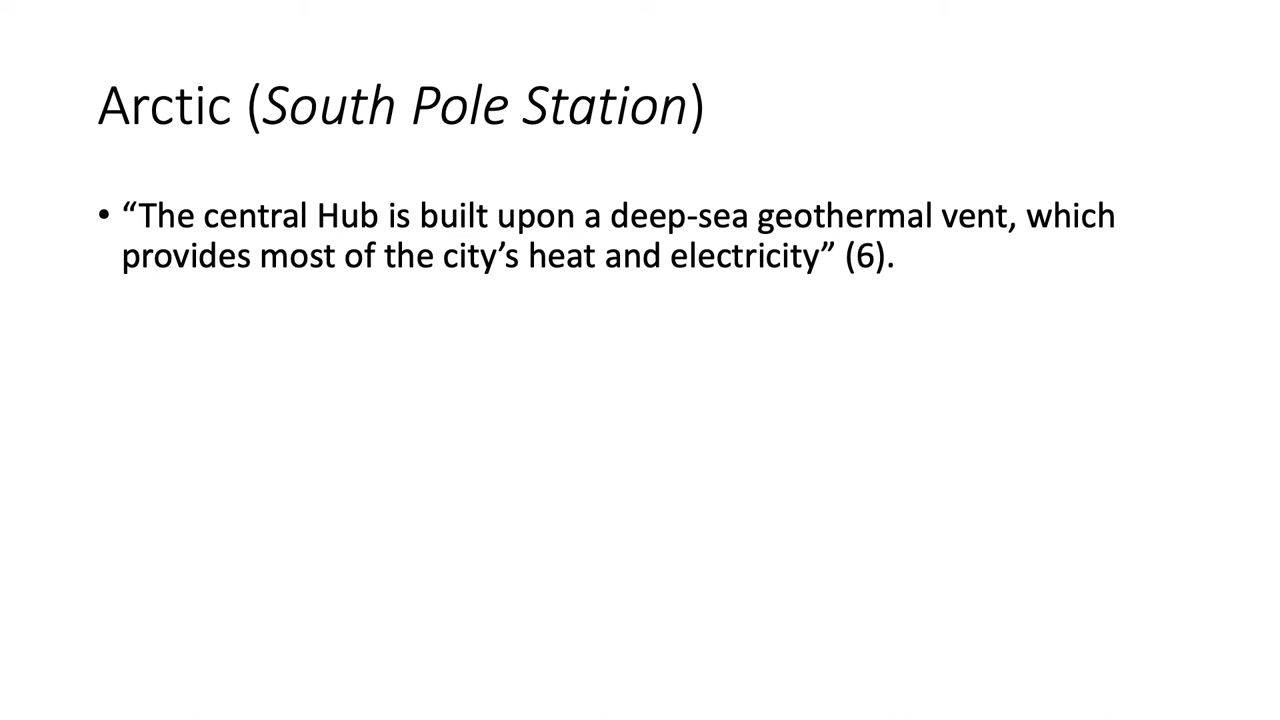 Arctic (South Pole Station)
• “The central Hub is built upon a deep-sea geothermal vent, which
provides most of the city’s heat and electricity” (6).